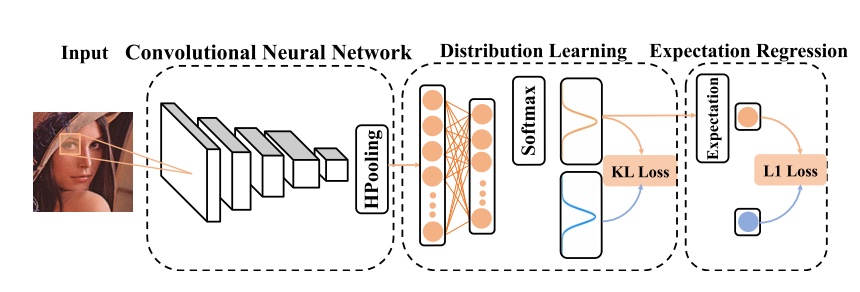 Input
Convolutional Neural Network
Distribution Learning
Expectation Regression
HPooling
Softmax
KL Loss
Expectation
L1 Loss